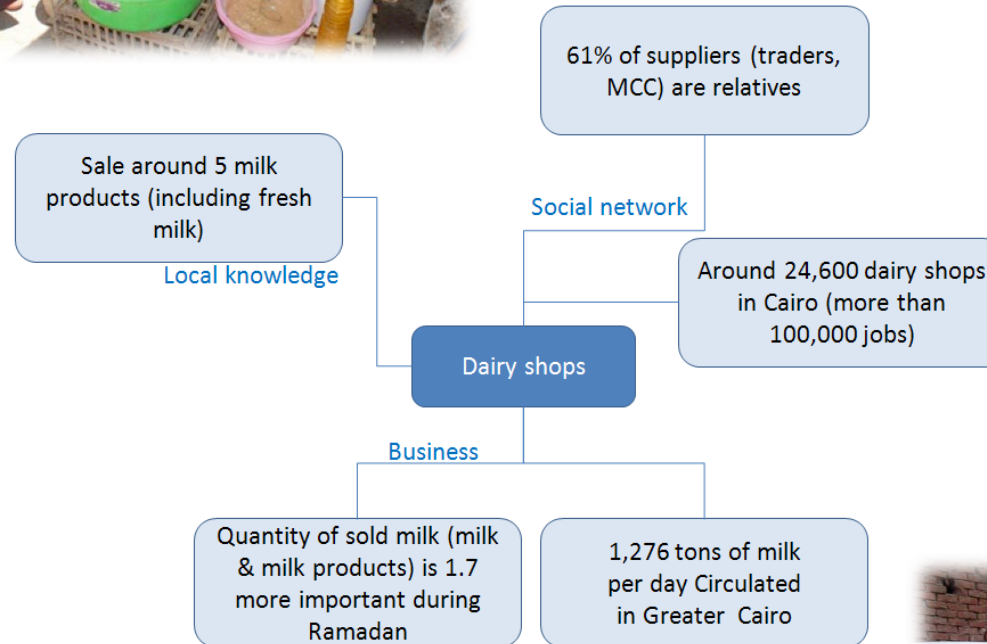 61% of suppliers (traders,
MCC) are relatives
Sale around 5 milk
products (including fresh
milk)
Social network
Local knowledge
Around 24,600 dairy shops
in Cairo (more than
100,000 jobs)
Dairy shops
Business
Quantity of sold milk (milk
& milk products) is 1.7
more important during
Ramadan
1,276 tons of milk
per day Circulated
in Greater Cairo